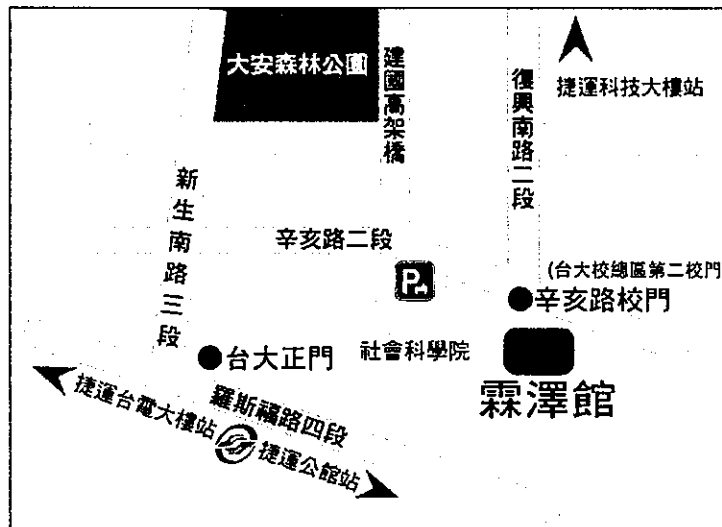 大安森林公園
建國高架橋
復興南路二段
捷運科技大樓站
新生南路三段
辛亥路二段
P
(台大校總區第二校門
辛亥路校門
台大正門
社會科學院
霖澤館
羅斯福路四段
捷運台電大樓站
捷運公館站